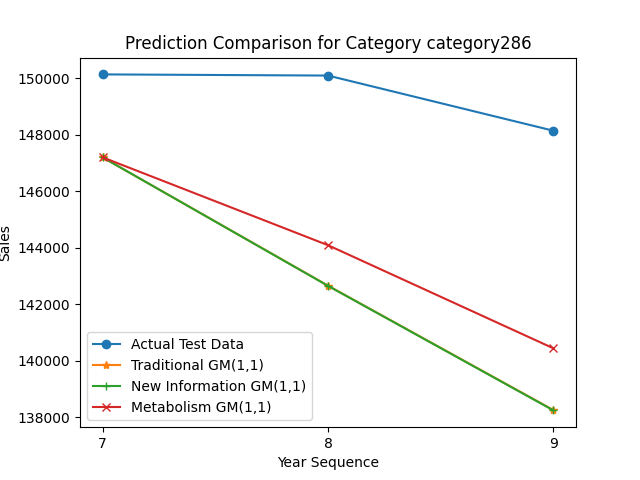 Prediction Comparison for Category category286
150000
148000
146000
144000
142000
140000
138000
Sales
Actual Test Data
Traditional GM(1,1)
New Information GM(1,1)
Metabolism GM(1,1)
7
8
9
Year Sequence